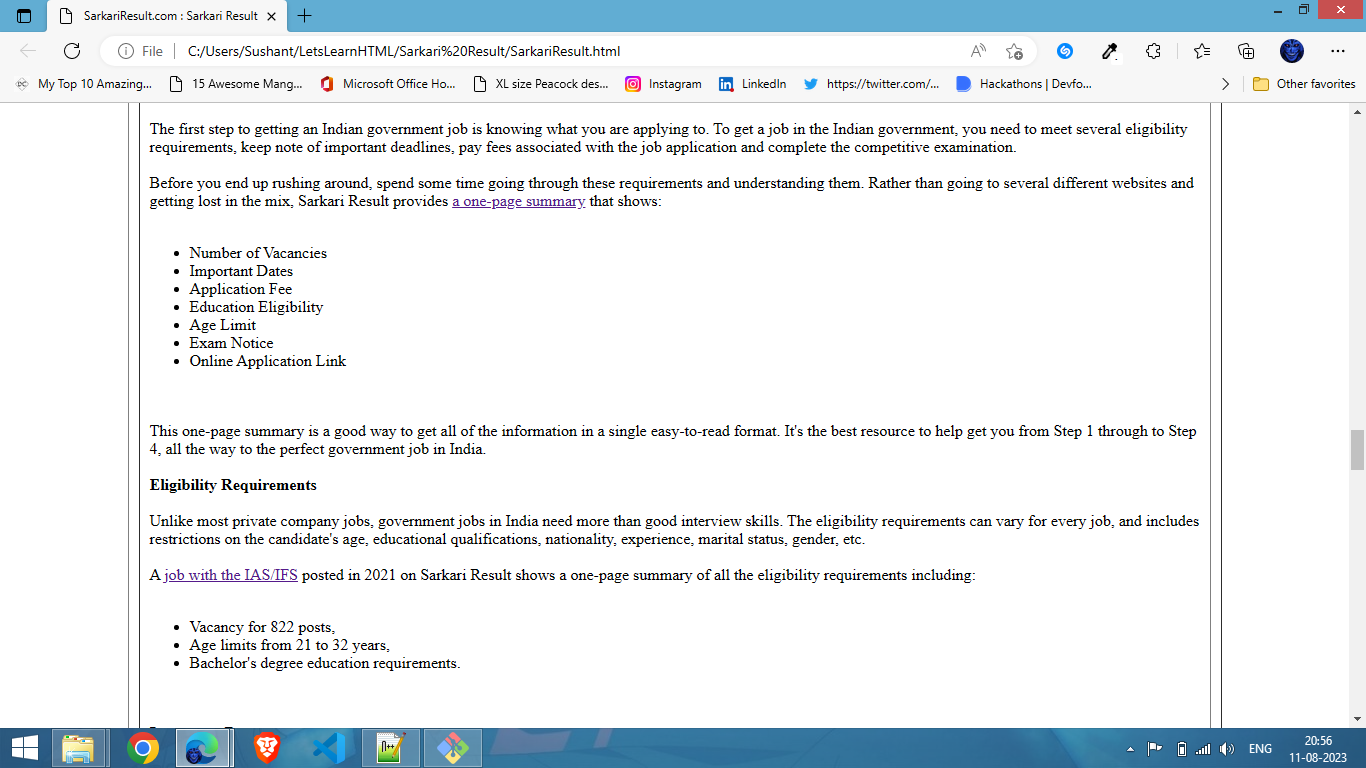 SarkariResult.com : Sarkari Result
File
C:/Users/Sushant/LetsLearnHTML/Sarkari%20Result/SarkariResult.html
My Top 10 Amazing...
15 Awesome Mang...
Microsoft Office Ho...
XL size Peacock des...
Instagram
LinkedIn
https://twitter.com/...
Hackathons | Devfo...
Other favorites
The first step to getting an Indian government job is knowing what you are applying to. To get a job in the Indian government, you need to meet several eligibility
requirements, keep note of important deadlines, pay fees associated with the job application and complete the competitive examination.
Before you end up rushing around, spend some time going through these requirements and understanding them. Rather than going to several different websites and
getting lost in the mix, Sarkari Result provides a one-page summary that shows:
• Number of Vacancies
• Important Dates
• Application Fee
• Education Eligibility
• Age Limit
• Exam Notice
• Online Application Link
This one-page summary is a good way to get all of the information in a single easy-to-read format. It's the best resource to help get you from Step 1 through to Step
4, all the way to the perfect government job in India.
Eligibility Requirements
Unlike most private company jobs, government jobs in India need more than good interview skills. The eligibility requirements can vary for every job, and includes
restrictions on the candidate's age, educational qualifications, nationality, experience, marital status, gender, etc.
A job with the IAS/IFS posted in 2021 on Sarkari Result shows a one-page summary of all the eligibility requirements including:
• Vacancy for 822 posts,
• Age limits from 21 to 32 years,
• Bachelor's degree education requirements.
ENG
20:56
11-08-2023